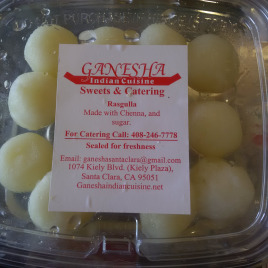 GANESHA
Indian Cuisine
Sweets & Catering
Rasgulla
Made with Chenna, and
sugar.
For Catering Call: 408-246-7778
Sealed for freshness
Email: ganeshasantaclara@gmail.com
1074 Kiely Blvd. (Kiely Plaza),
Santa Clara, CA 95051
Ganeshaindiancuisine.net